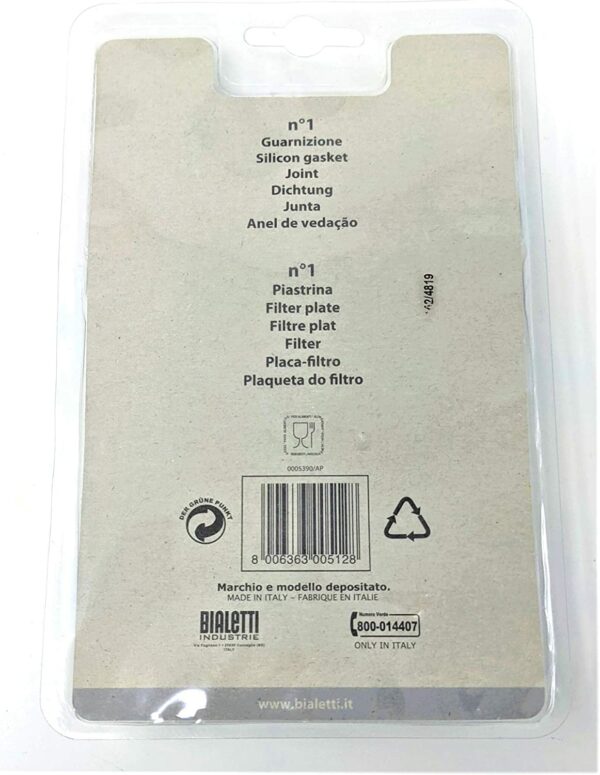 n°1
Guarnizione
Silicon gasket
Joint
Dichtung
Junta
Anel de vedação
n°1
Piastrina
Filter plate
Filtre plat
Filter
Placa-filtro
Plaqueta do filtro
162/4819
0005390/AP
DER GRÜNE PUNKT
8 006363 005128
Marchio e modello depositato.
MADE IN ITALY – FABRIQUE EN ITALIE
BIALETTI
INDUSTRIE
ITALY
Numero Verde
800-014407
ONLY IN ITALY
www.bialetti.it